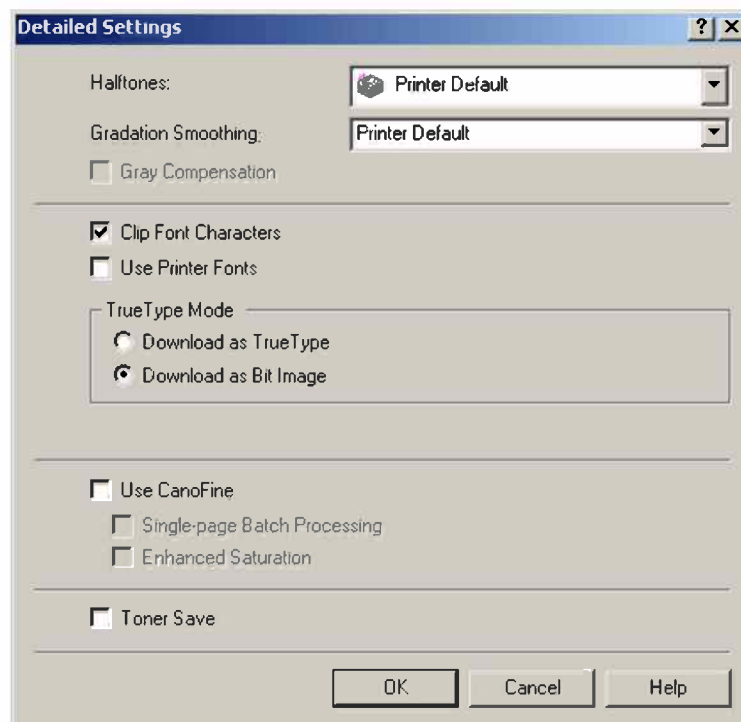 Detailed Settings
Halftones: Printer Default
Gradation Smoothing: Printer Default
Gray Compensation
Clip Font Characters
Use Printer Fonts
TrueType Mode
Download as TrueType
Download as Bit Image
Use CanoFine
Single-page Batch Processing
Enhanced Saturation
Toner Save
OK Cancel Help